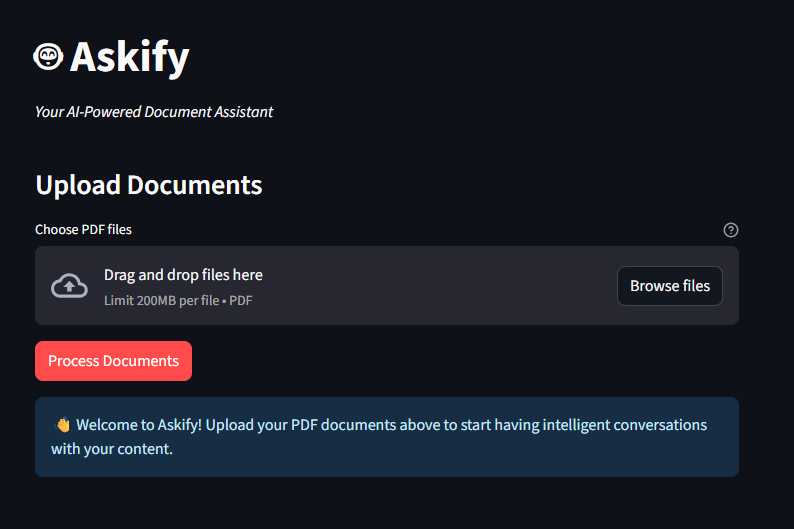 Askify
Your AI-Powered Document Assistant
Upload Documents
Choose PDF files
Drag and drop files here
Limit 200MB per file • PDF
Browse files
Process Documents
👋 Welcome to Askify! Upload your PDF documents above to start having intelligent conversations
with your content.